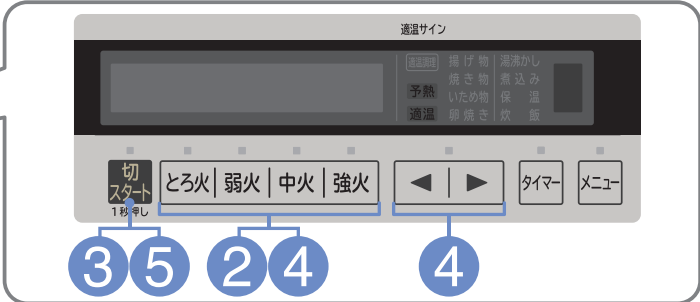 適温サイン
適温調理 揚げ物 湯沸かし
焼き物 煮込み
予熱 いため物 保温
適温 卵焼き 炊飯
切
スタート とろ火 弱火 中火 強火 ◀ ▶ タイマー メニュー
1秒押し
3 5 2 4 4